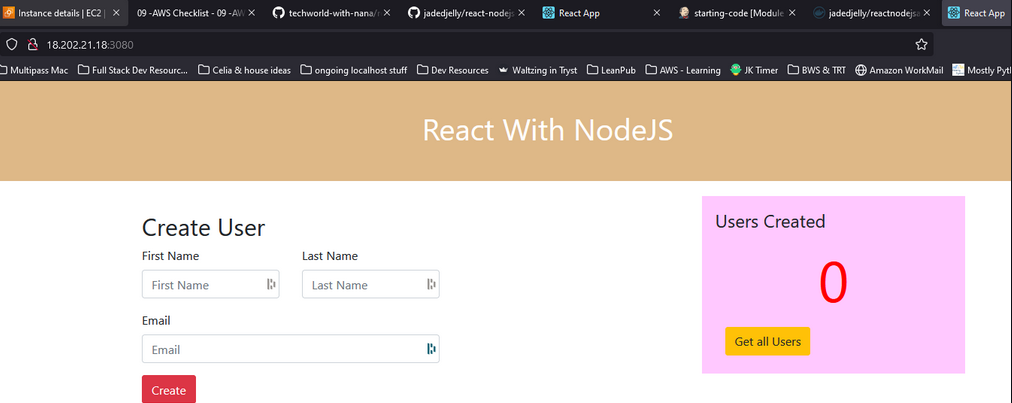 Instance details | EC2 |
09 -AWS Checklist - 09 -AW
techworld-with-nana/r
jadedjelly/react-nodejs
React App
starting-code [Module
jadedjelly/reactnodejsa
React App
18.202.21.18:3080
Multipass Mac
Full Stack Dev Resourc...
Celia & house ideas
ongoing localhost stuff
Dev Resources
Waltzing in Tryst
LeanPub
AWS - Learning
JK Timer
BWS & TRT
Amazon WorkMail
Mostly Pyth
React With NodeJS
Create User
First Name
Last Name
First Name
Last Name
Email
Email
Create
Users Created
0
Get all Users